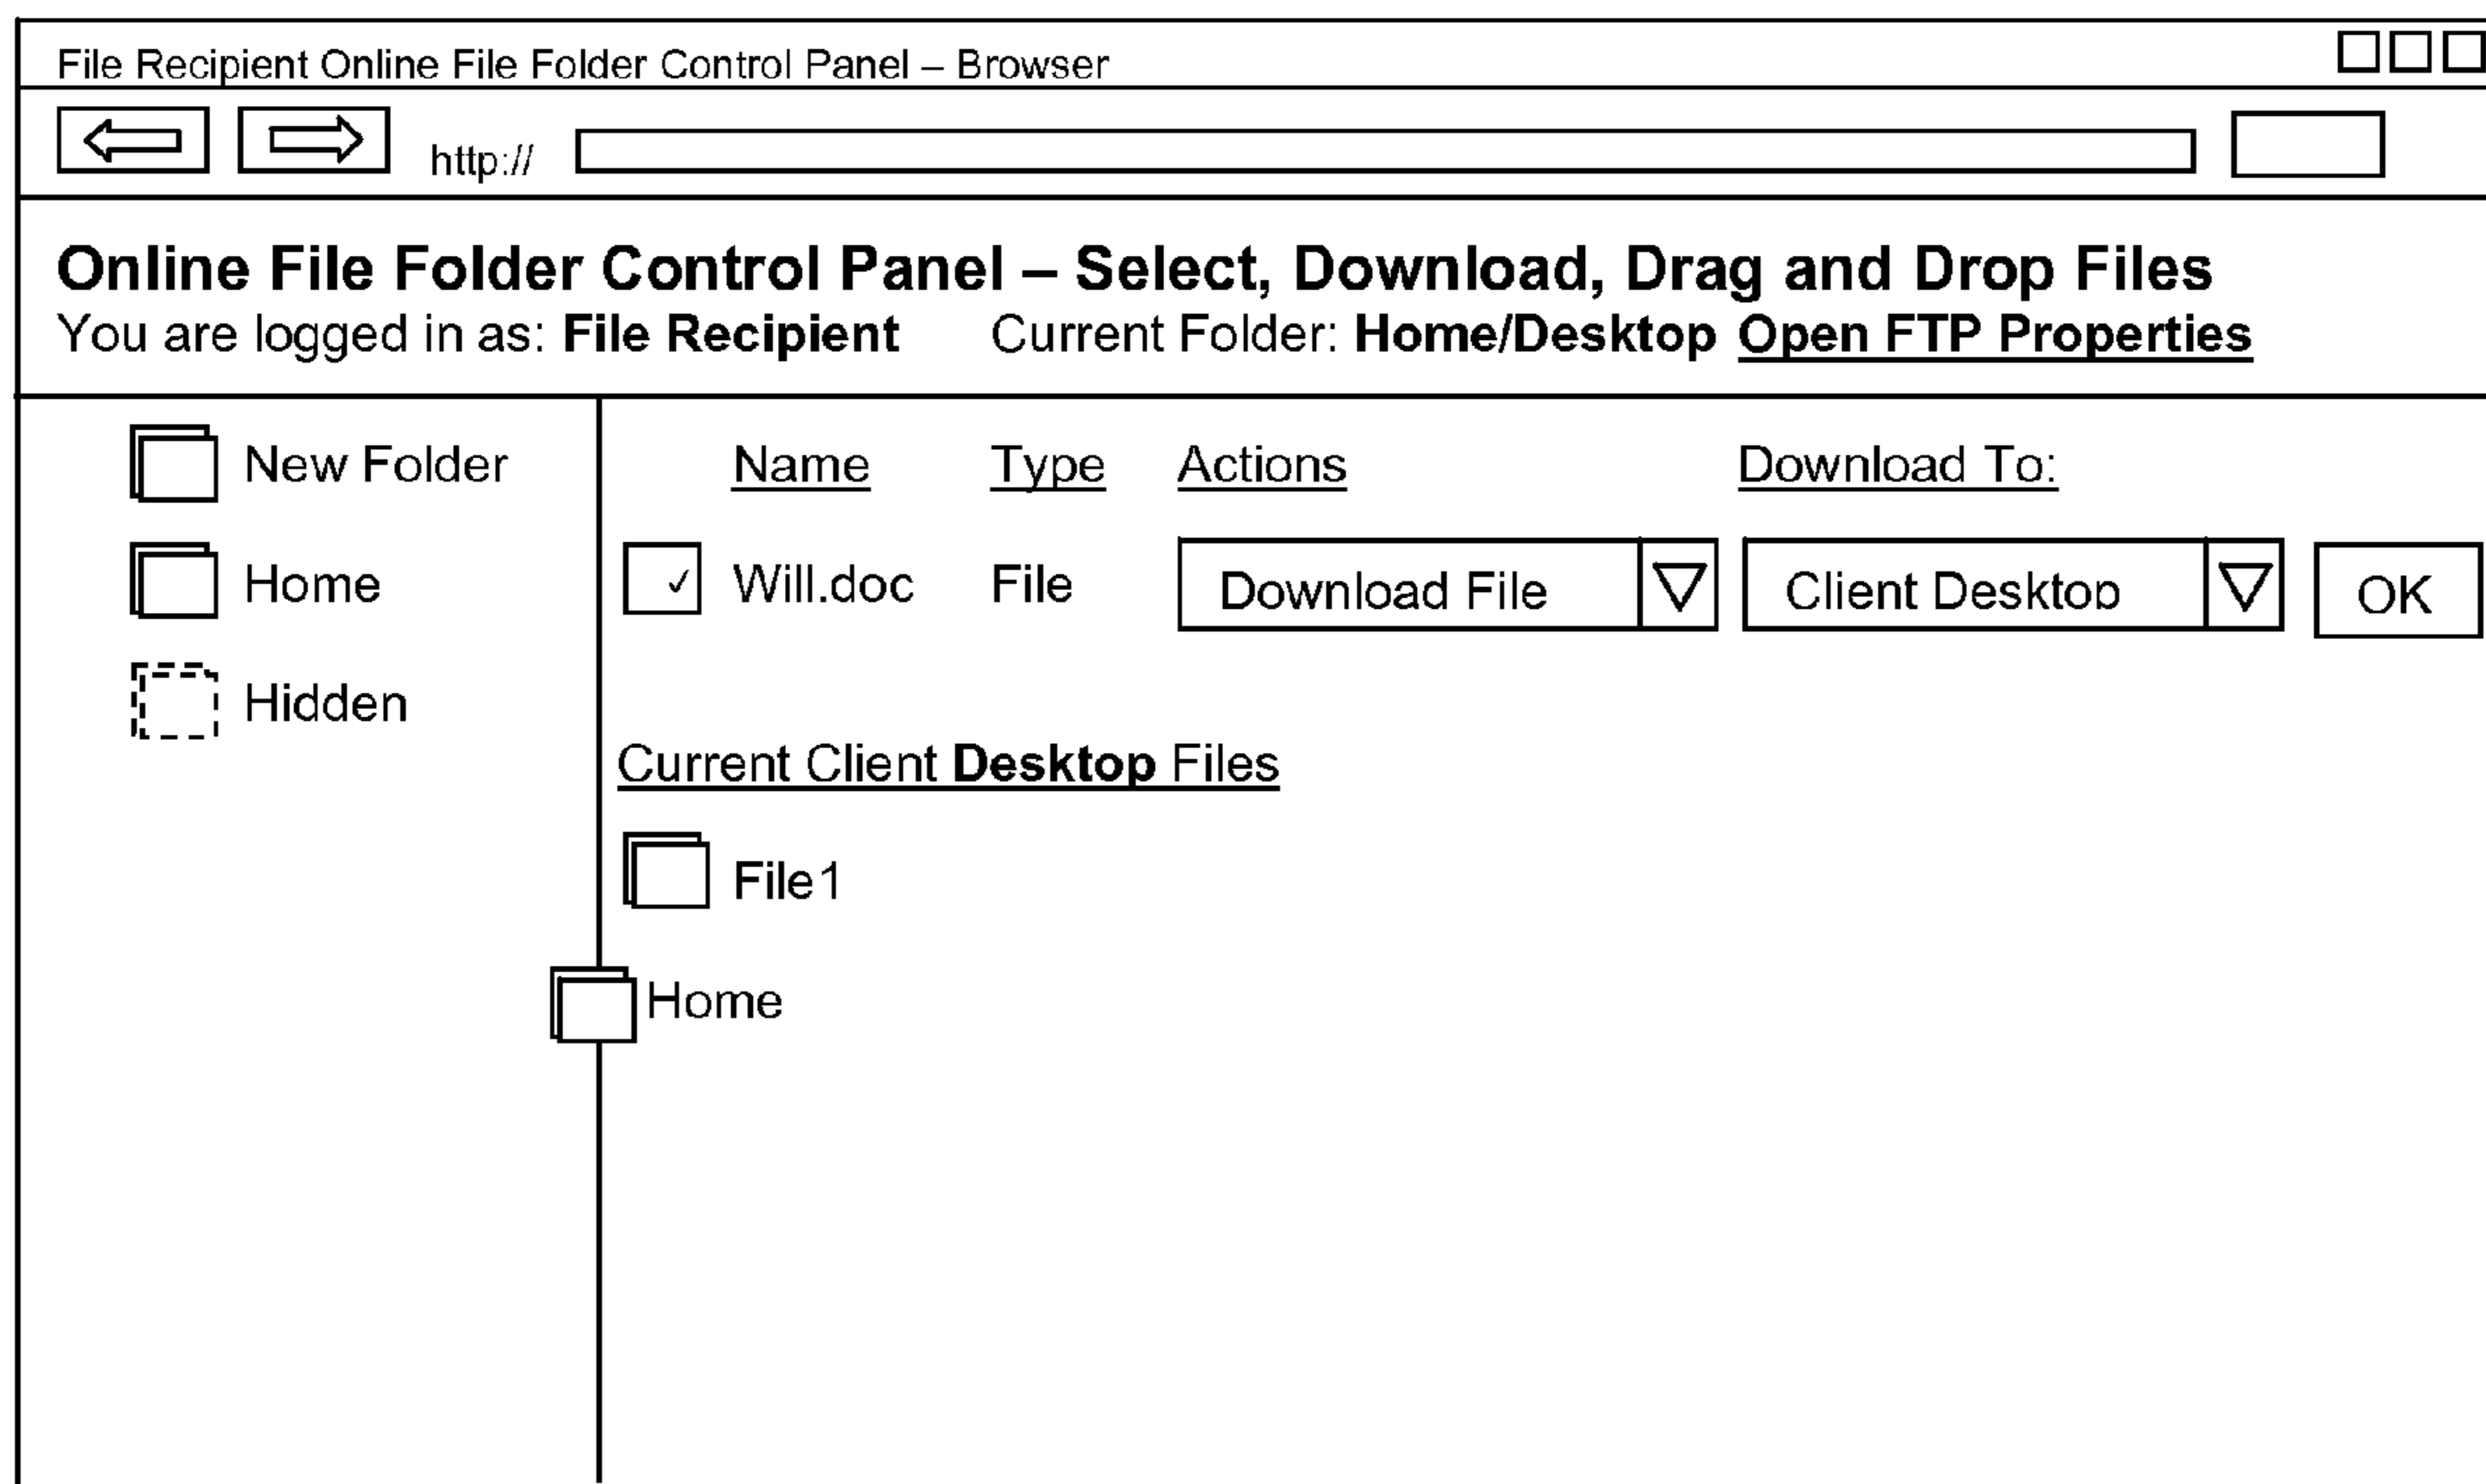 File Recipient Online File Folder Control Panel – Browser
http://
Online File Folder Control Panel – Select, Download, Drag and Drop Files
You are logged in as: File Recipient Current Folder: Home/Desktop Open FTP Properties
New Folder
Home
Hidden
Name Type Actions Download To:
✓ Will.doc File Download File Client Desktop OK
Current Client Desktop Files
File1
Home